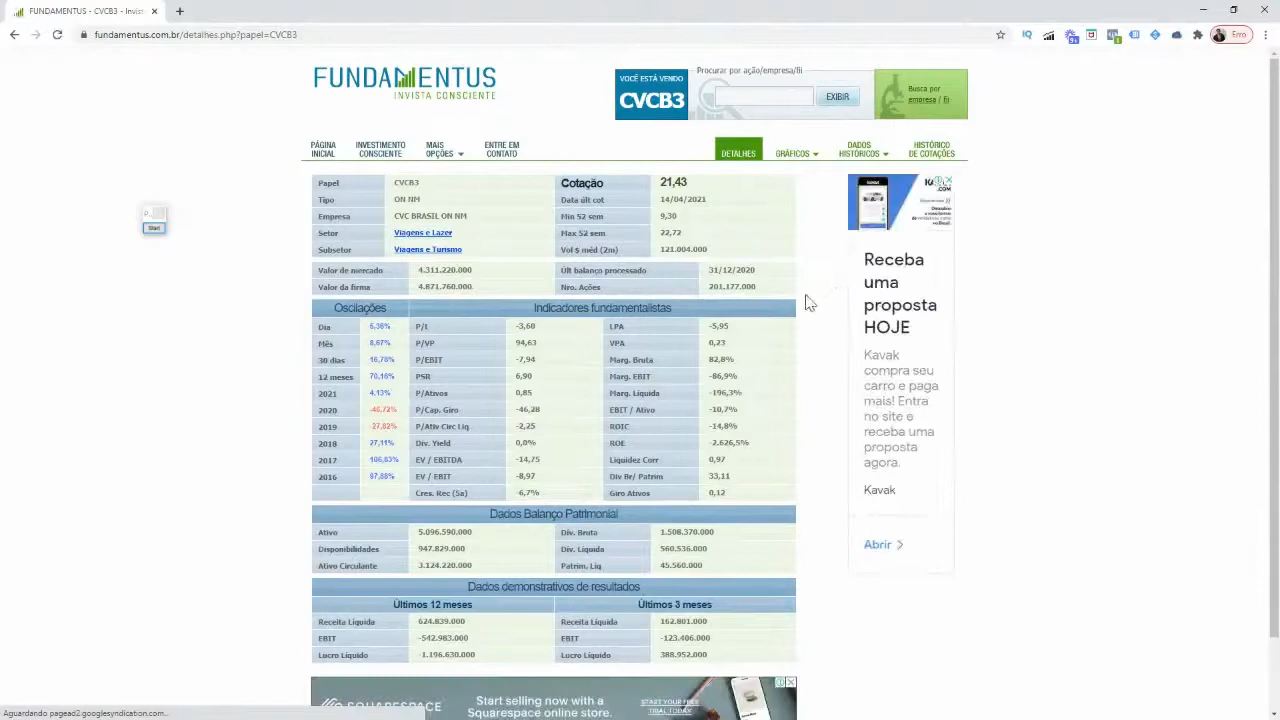 FUNDAMENTUS - Invista consciente
fundamentus.com.br/detalhes.php?papel=CVCB3
Erro
FUNDAMENTUS
INVISTA CONSCIENTE
VOCÊ ESTÁ VENDO
CVCB3
Procurar por ação/empresa/fii
EXIBIR
Busca por
empresa / fii
PÁGINA INICIAL
INVESTIMENTO CONSCIENTE
MAIS OPÇÕES
ENTRE EM CONTATO
DETALHES
GRÁFICOS
DADOS HISTÓRICOS
HISTÓRICO DE COTAÇÕES
Start
Papel CVCB3 Cotação 21,43
Tipo ON NM Data últ cot 14/04/2021
Empresa CVC BRASIL ON NM Min 52 sem 9,30
Setor Viagens e Lazer Max 52 sem 22,72
Subsetor Viagens e Turismo Vol $ méd (2m) 121.004.000
Valor de mercado 4.311.220.000 Últ balanço processado 31/12/2020
Valor da firma 4.871.760.000 Nro. Ações 201.177.000
Oscilações Indicadores fundamentalistas
Dia 5,36% P/L -3,60 LPA -5,95
Mês 8,67% P/VP 94,63 VPA 0,23
30 dias 16,78% P/EBIT -7,94 Marg. Bruta 82,8%
12 meses 70,16% PSR 6,90 Marg. EBIT -86,9%
2021 4,13% P/Ativos 0,85 Marg. Líquida -196,3%
2020 P/Cap. Giro -46,28 EBIT / Ativo -10,7%
2019 P/Ativ Circ Liq -2,25 ROIC -14,8%
2018 27,11% Div. Yield 0,0% ROE -2.626,5%
2017 106,83% EV / EBITDA -14,75 Liquidez Corr 0,97
2016 EV / EBIT -8,97 Div Br/ Patrim 33,11
Cres. Rec (5a) -6,7% Giro Ativos 0,12
Dados Balanço Patrimonial
Ativo 5.096.590.000 Dív. Bruta 1.508.370.000
Disponibilidades 947.829.000 Dív. Líquida 560.536.000
Ativo Circulante 3.124.220.000 Patrim. Líq 45.560.000
Dados demonstrativos de resultados
Últimos 12 meses Últimos 3 meses
Receita Líquida 624.839.000 Receita Líquida 162.801.000
EBIT -542.983.000 EBIT -123.406.000
Lucro Líquido -1.196.630.000 Lucro Líquido 388.952.000
.COM
Receba
uma
proposta
HOJE
Kavak
compra seu
carro e paga
mais! Entra
no site e
receba uma
proposta
agora.
Kavak
Abrir
SQUARESPACE
Start selling now with a
Squarespace online store.
START YOUR FREE
TRIAL TODAY
Aguardando pagead2.googlesyndication.com...